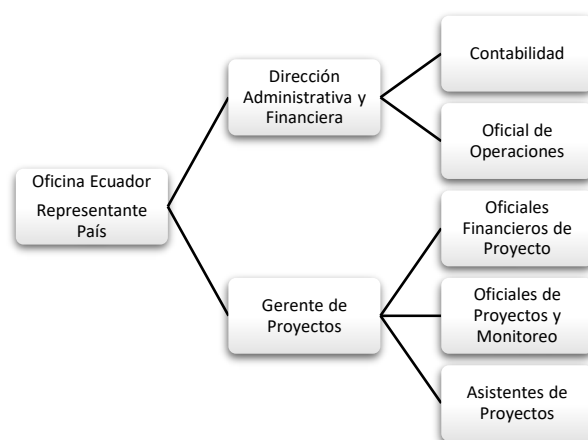 Oficina Ecuador
Representante
País
Dirección
Administrativa y
Financiera
Contabilidad
Oficial de
Operaciones
Gerente de
Proyectos
Oficiales
Financieros de
Proyecto
Oficiales de
Proyectos y
Monitoreo
Asistentes de
Proyectos